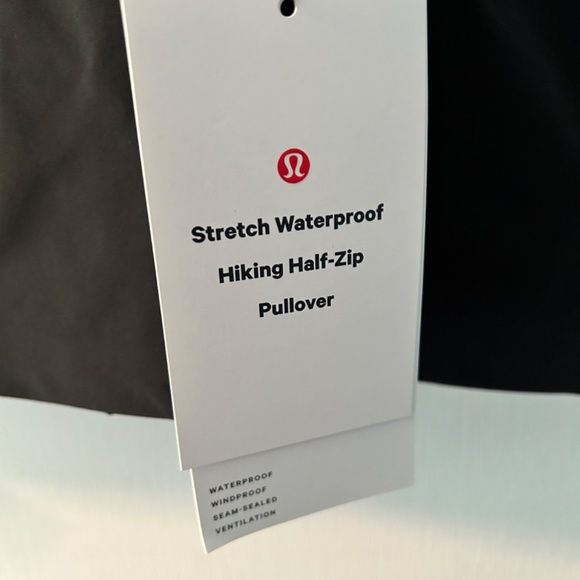 Stretch Waterproof
Hiking Half-Zip
Pullover
WATERPROOF
WINDPROOF
SEAM-SEALED
VENTILATION